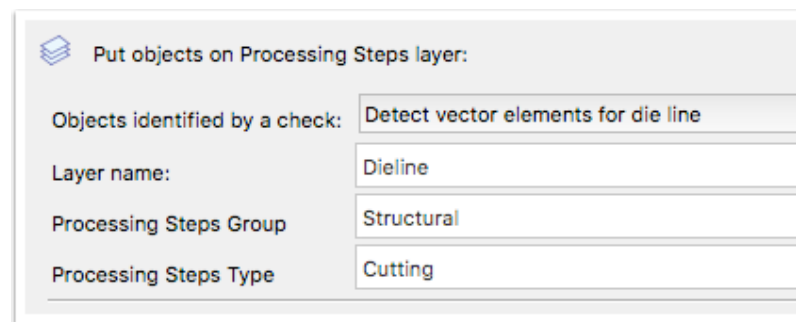 Put objects on Processing Steps layer:
Objects identified by a check: Detect vector elements for die line
Layer name: Dieline
Processing Steps Group Structural
Processing Steps Type Cutting